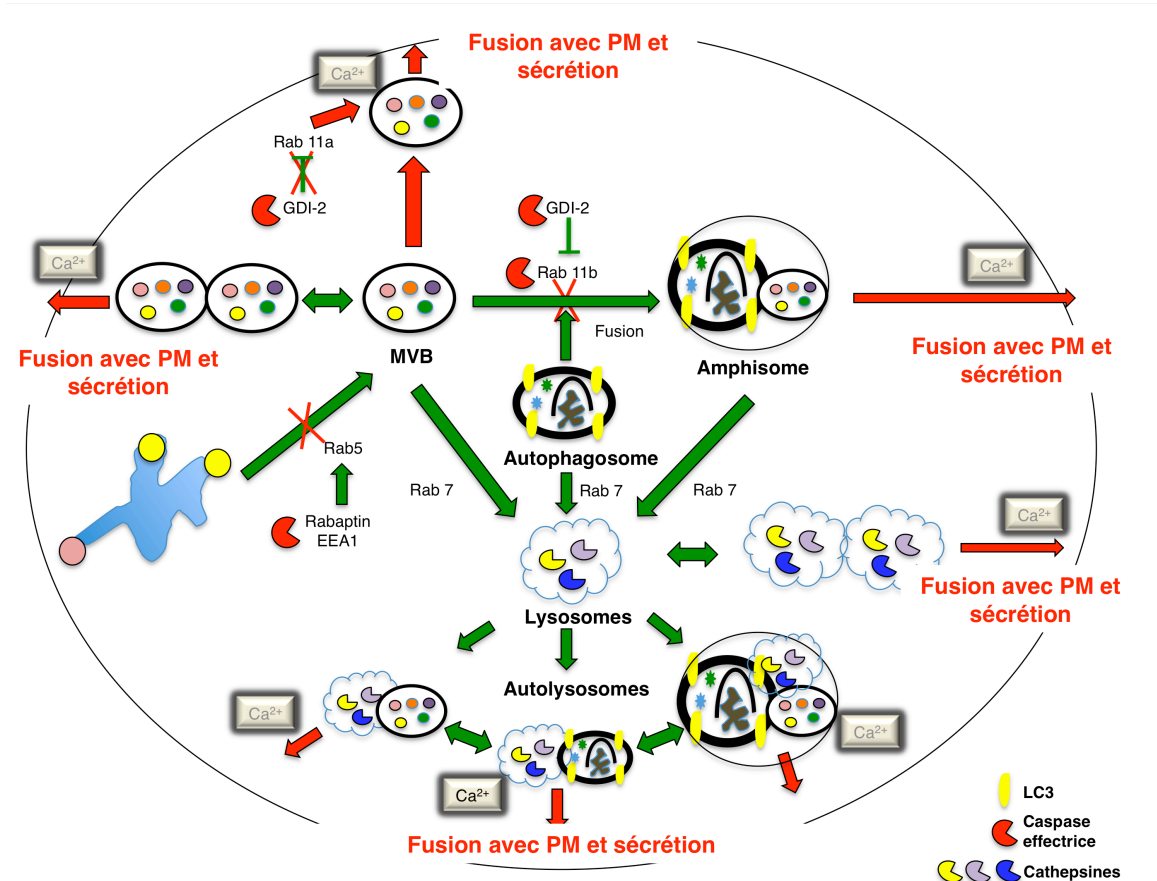 Fusion avec PM et
sécrétion
Ca²⁺
Rab 11a
GDI-2
GDI-2
Ca²⁺
Rab 11b
Ca²⁺
Fusion
Fusion avec PM et
sécrétion
MVB
Amphisome
Fusion avec PM et
sécrétion
Rab5
Autophagosome
Rab 7
Rab 7
Rab 7
Rabaptin
EEA1
Ca²⁺
Fusion avec PM et
sécrétion
Lysosomes
Autolysosomes
Ca²⁺
Ca²⁺
Ca²⁺
LC3
Caspase
effectrice
Fusion avec PM et sécrétion
Cathepsines